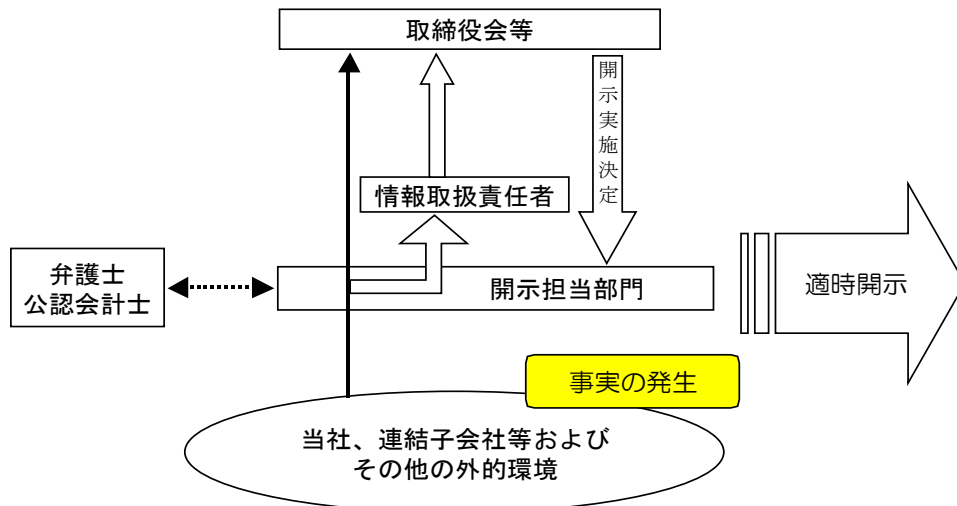 取締役会等
開示実施決定
情報取扱責任者
弁護士
公認会計士
開示担当部門
適時開示
事実の発生
当社、連結子会社等および
その他の外的環境